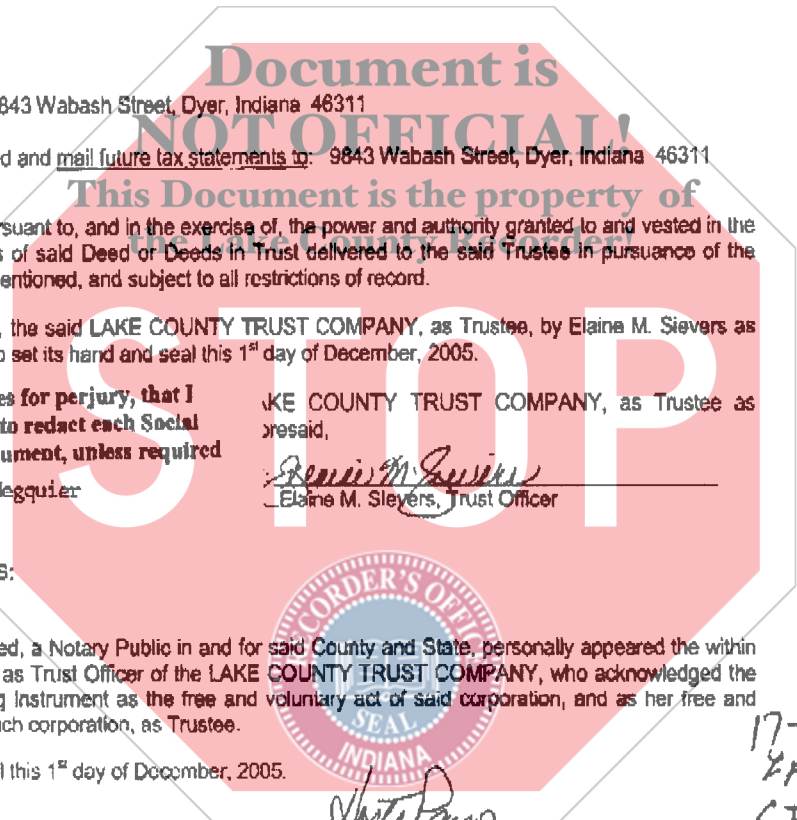 Document is
843 Wabash Street, Dyer, Indiana 46311
NOT OFFICIAL!
d and mail future tax statements to: 9843 Wabash Street, Dyer, Indiana 46311
This Document is the property of
the Lake County Recorder!
rsuant to, and in the exercise of, the power and authority granted to and vested in the
s of said Deed or Deeds in Trust delivered to the said Trustee in pursuance of the
entioned, and subject to all restrictions of record.
, the said LAKE COUNTY TRUST COMPANY, as Trustee, by Elaine M. Sievers as
o set its hand and seal this 1st day of December, 2005.
es for perjury, that I
to redact each Social
ument, unless required
egquier
KE COUNTY TRUST COMPANY, as Trustee as
oresaid,
Elaine M. Sievers
Elaine M. Sievers, Trust Officer
STOP
S:
RECORDER'S OFFICE
SEAL
INDIANA
ed, a Notary Public in and for said County and State, personally appeared the within
as Trust Officer of the LAKE COUNTY TRUST COMPANY, who acknowledged the
g Instrument as the free and voluntary act of said corporation, and as her free and
uch corporation, as Trustee.
l this 1st day of December, 2005.
17-